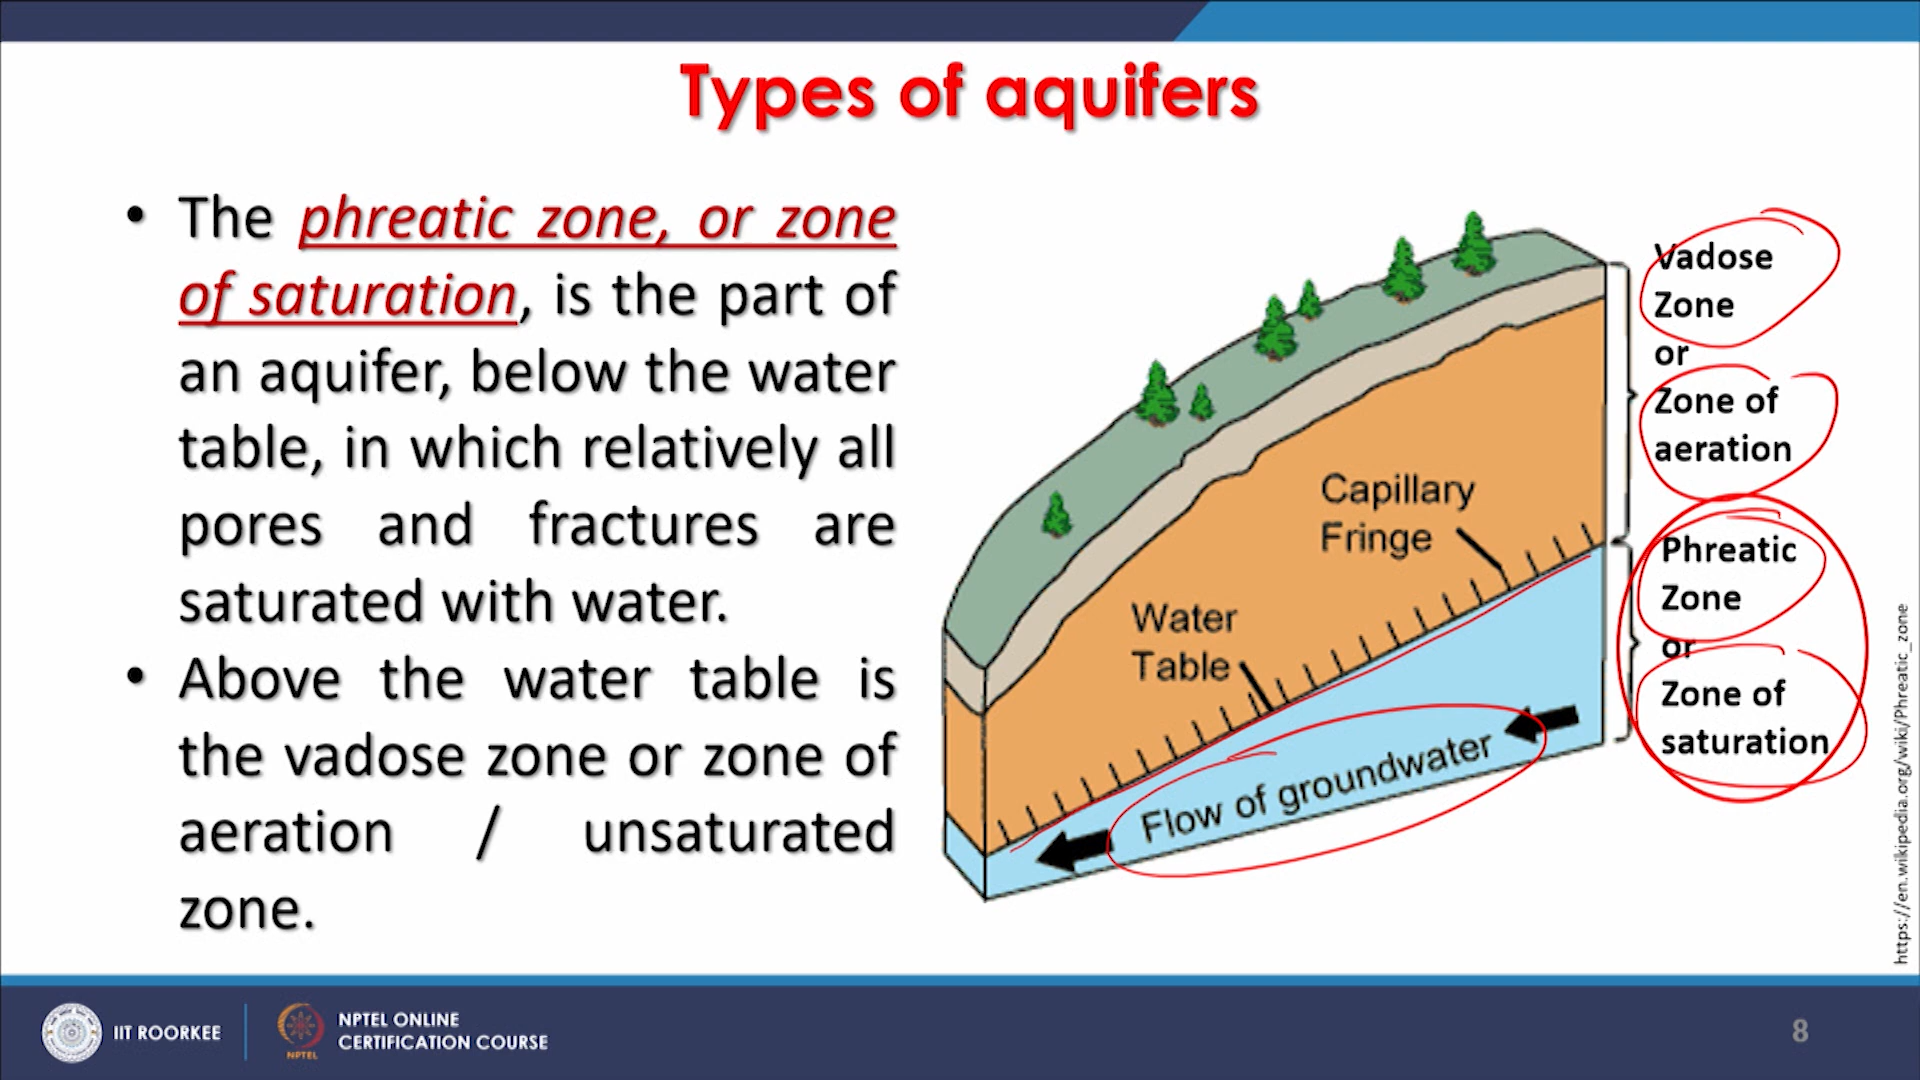 Types of aquifers
• The phreatic zone, or zone
of saturation, is the part of
an aquifer, below the water
table, in which relatively all
pores and fractures are
saturated with water.
• Above the water table is
the vadose zone or zone of
aeration / unsaturated
zone.
Vadose
Zone
or
Zone of
aeration
Capillary
Fringe
Phreatic
Zone
or
Zone of
saturation
Water
Table
Flow of groundwater
https://en.wikipedia.org/wiki/Phreatic_zone
IIT ROORKEE
NPTEL
NPTEL ONLINE
CERTIFICATION COURSE
8